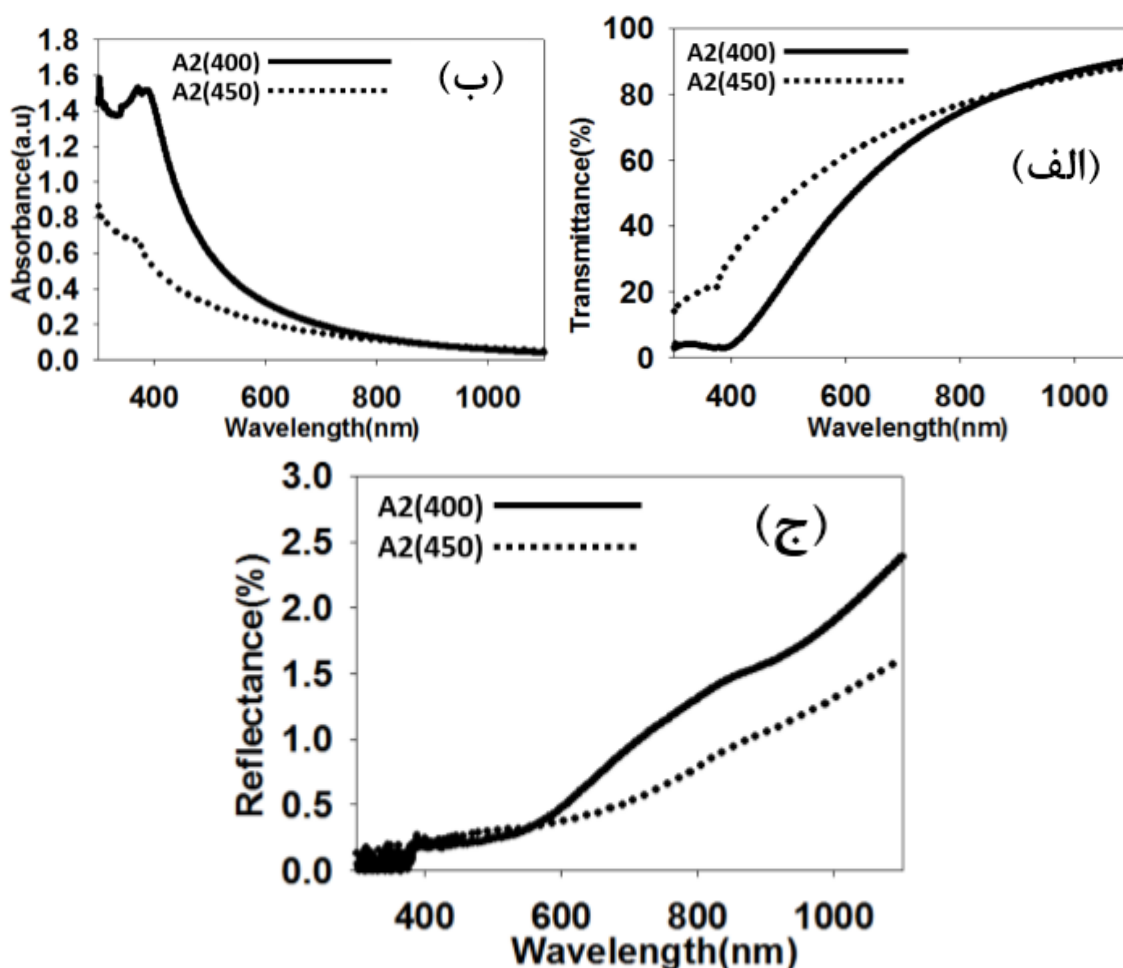 1.8
1.6
1.4
1.2
1.0
0.8
0.6
0.4
0.2
0.0
Absorbance(a.u)
A2(400)
A2(450)
(ب)
400 600 800 1000
Wavelength(nm)
100
80
60
40
20
0
Transmittance(%)
A2(400)
A2(450)
(الف)
400 600 800 1000
Wavelength(nm)
3.0
2.5
2.0
1.5
1.0
0.5
0.0
Reflectance(%)
A2(400)
A2(450)
(ج)
400 600 800 1000
Wavelength(nm)